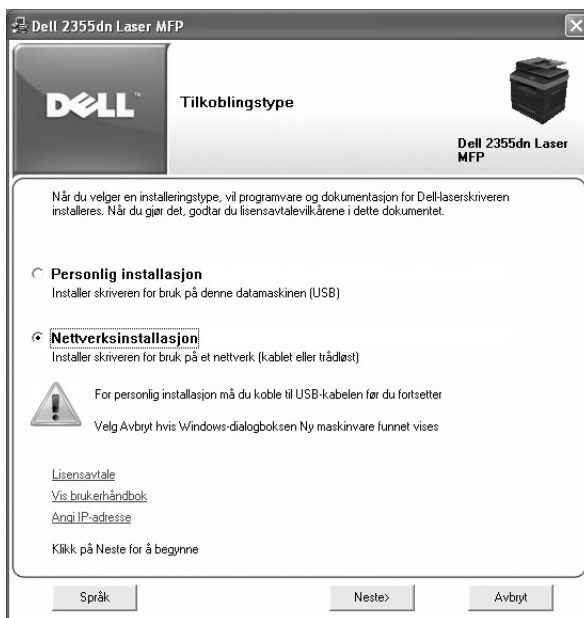 Dell 2355dn Laser MFP
DELL™
Tilkoblingstype
Dell 2355dn Laser
MFP
Når du velger en installeringstype, vil programvare og dokumentasjon for Dell-laserskriveren
installeres. Når du gjør det, godtar du lisensavtalevilkårene i dette dokumentet.
Personlig installasjon
Installer skriveren for bruk på denne datamaskinen (USB)
Nettverksinstallasjon
Installer skriveren for bruk på et nettverk (kablet eller trådløst)
For personlig installasjon må du koble til USB-kabelen før du fortsetter
Velg Avbryt hvis Windows-dialogboksen Ny maskinvare funnet vises
Lisensavtale
Vis brukerhåndbok
Angi IP-adresse
Klikk på Neste for å begynne
Språk
Neste>
Avbryt